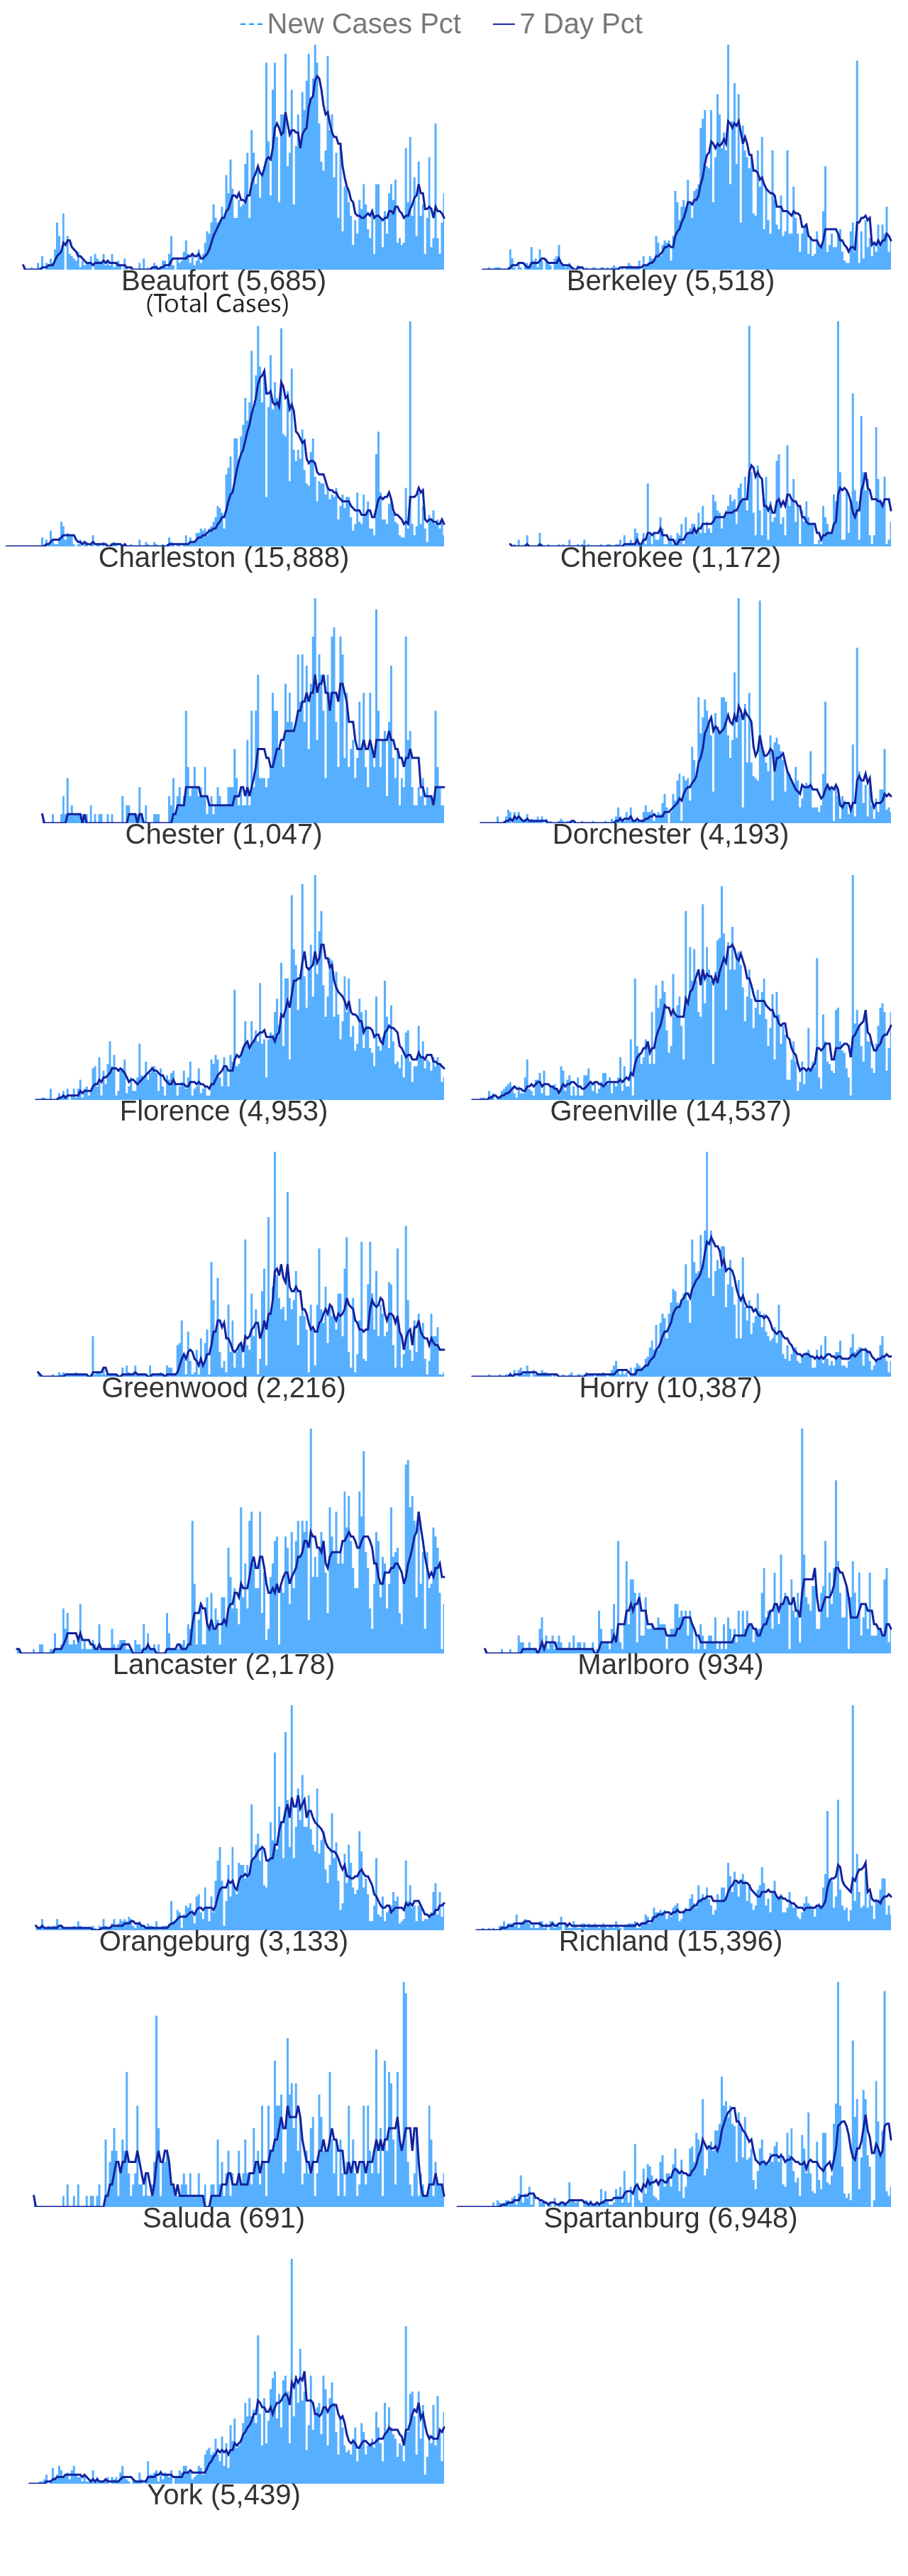 New Cases Pct 7 Day Pct
Beaufort (5,685) Berkeley (5,518)
(Total Cases)
Charleston (15,888) Cherokee (1,172)
Chester (1,047) Dorchester (4,193)
Florence (4,953) Greenville (14,537)
Greenwood (2,216) Horry (10,387)
Lancaster (2,178) Marlboro (934)
Orangeburg (3,133) Richland (15,396)
Saluda (691) Spartanburg (6,948)
York (5,439)